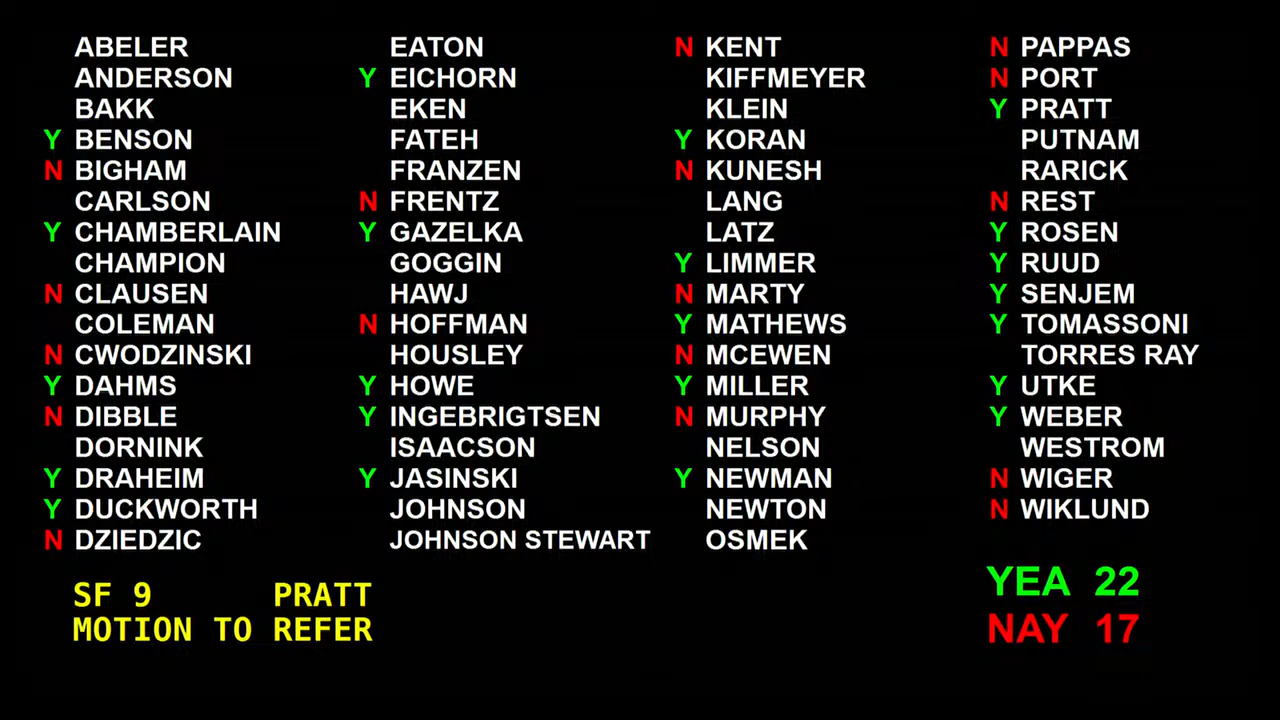 ABELER EATON N KENT N PAPPAS
ANDERSON Y EICHORN KIFFMEYER N PORT
BAKK EKEN KLEIN Y PRATT
Y BENSON FATEH Y KORAN PUTNAM
N BIGHAM FRANZEN N KUNESH RARICK
CARLSON N FRENTZ LANG N REST
Y CHAMBERLAIN Y GAZELKA LATZ Y ROSEN
CHAMPION GOGGIN Y LIMMER Y RUUD
N CLAUSEN HAWJ N MARTY Y SENJEM
COLEMAN N HOFFMAN Y MATHEWS Y TOMASSONI
N CWODZINSKI HOUSLEY N MCEWEN TORRES RAY
Y DAHMS Y HOWE Y MILLER Y UTKE
N DIBBLE Y INGEBRIGTSEN N MURPHY Y WEBER
DORNINK ISAACSON NELSON WESTROM
Y DRAHEIM Y JASINSKI Y NEWMAN N WIGER
Y DUCKWORTH JOHNSON NEWTON N WIKLUND
N DZIEDZIC JOHNSON STEWART OSMEK
SF 9 PRATT YEA 22
MOTION TO REFER NAY 17